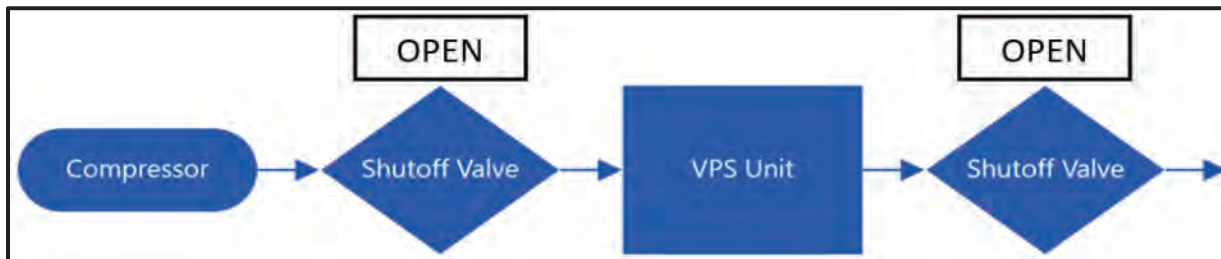 OPEN
OPEN
Compressor
Shutoff Valve
VPS Unit
Shutoff Valve